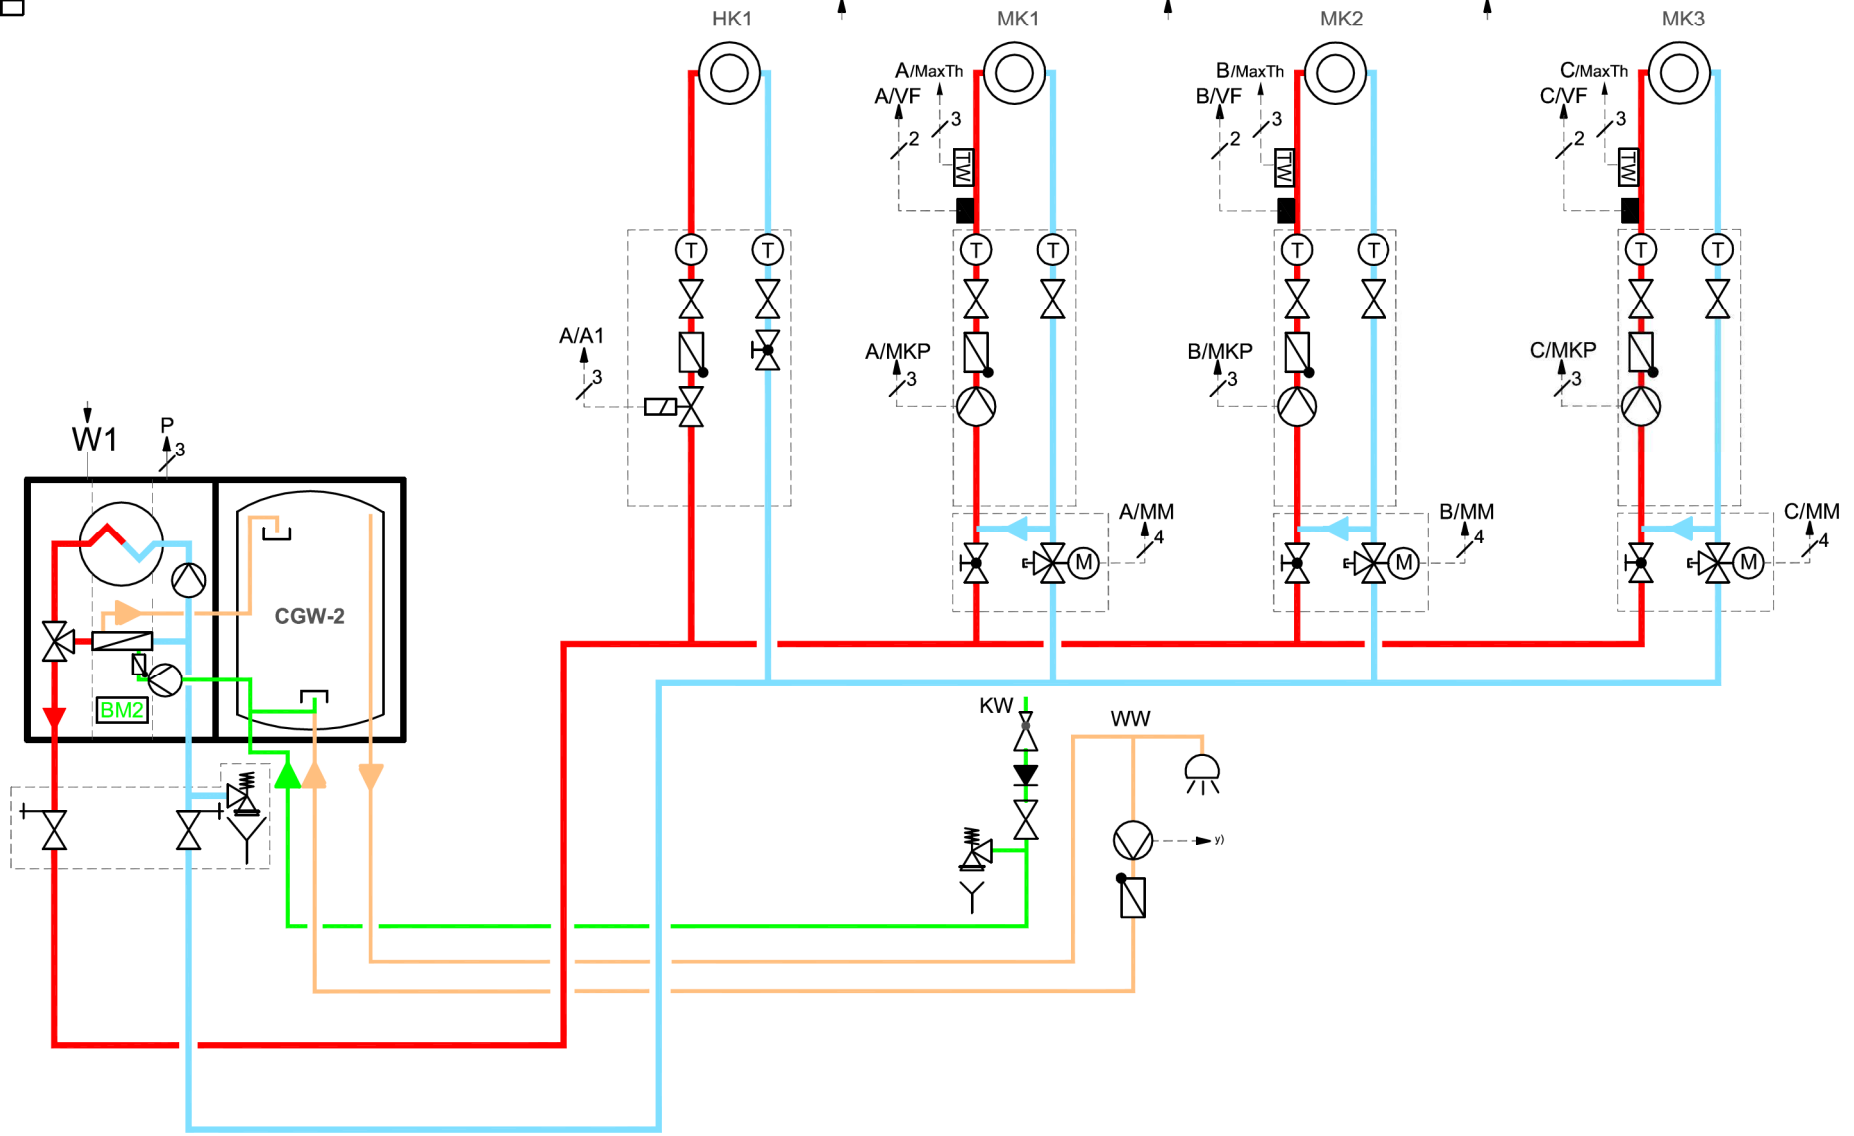 HK1
MK1
MK2
MK3
A/MaxTh
A/VF
3
2
B/MaxTh
B/VF
3
2
C/MaxTh
C/VF
3
2
TW
TW
TW
T
T
T
T
T
T
T
T
A/A1
3
A/MKP
3
B/MKP
3
C/MKP
3
W1
P
3
A/MM
4
M
B/MM
4
M
C/MM
4
M
CGW-2
BM2
KW
WW
y)